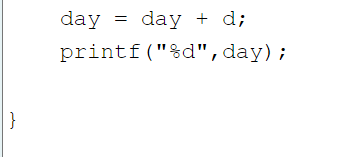 day = day + d;
printf("%d",day);
}